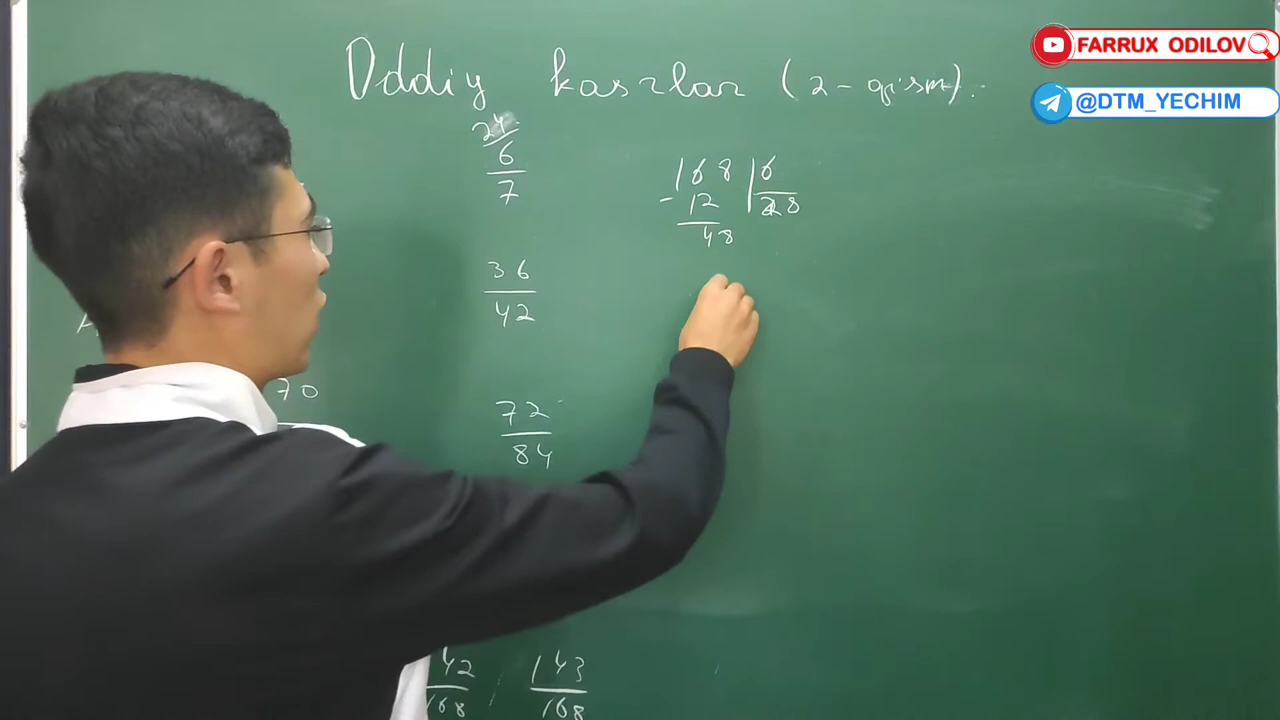 Oddiy kasrlar (2-qism).
FARRUX ODILOV
@DTM_YECHIM
24
6
7
168 | 6
- 12 28
48
36
42
70
72
84
42
168
143
168